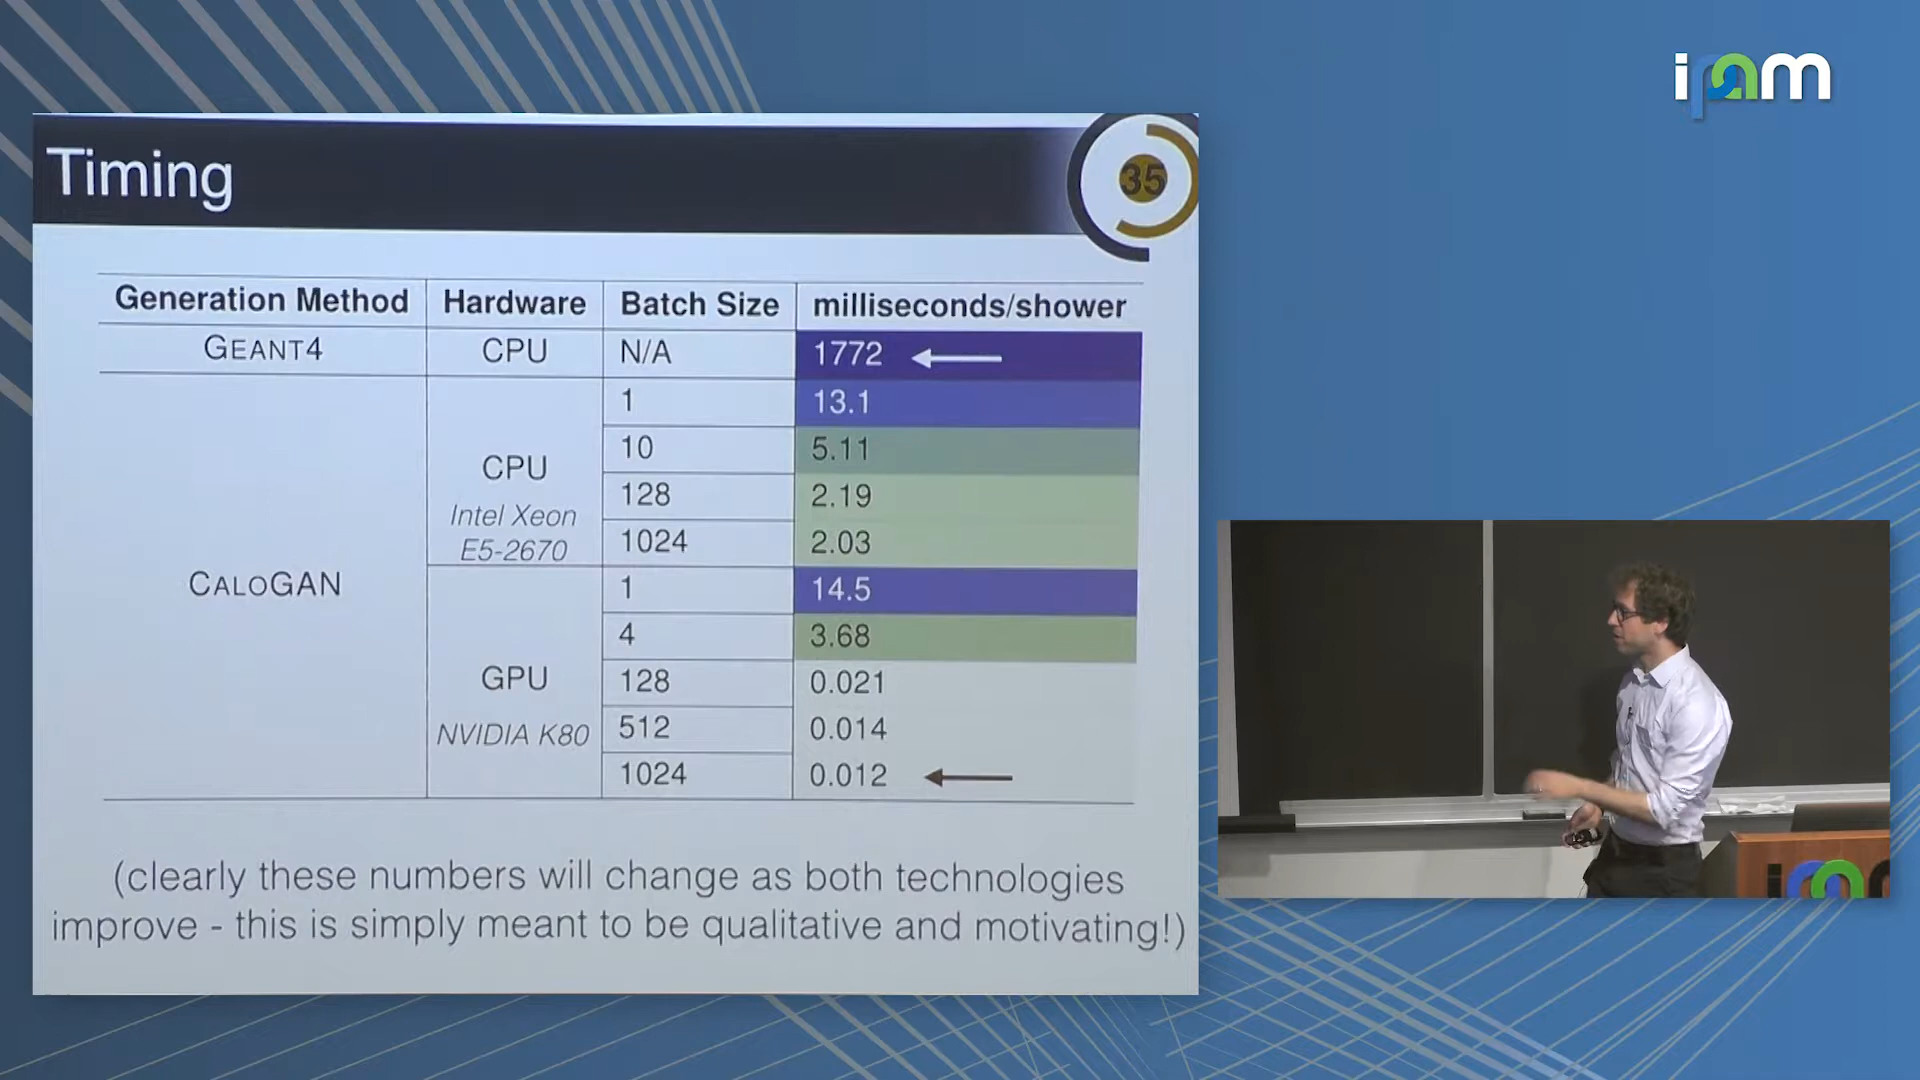 ipam
Timing
35
Generation Method Hardware Batch Size milliseconds/shower
GEANT4 CPU N/A 1772
CALOGAN
CPU
Intel Xeon
E5-2670
1 13.1
10 5.11
128 2.19
1024 2.03
GPU
NVIDIA K80
1 14.5
4 3.68
128 0.021
512 0.014
1024 0.012
(clearly these numbers will change as both technologies
improve - this is simply meant to be qualitative and motivating!)